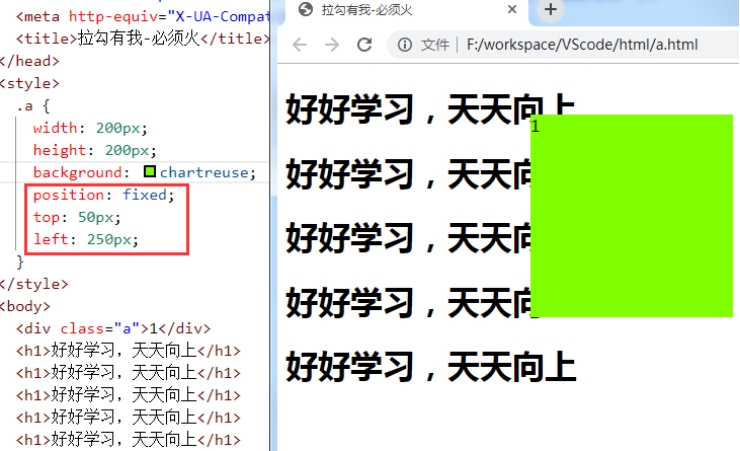 <meta http-equiv="X-UA-Compat
<title>拉勾有我-必须火</title>
</head>
<style>
.a {
width: 200px;
height: 200px;
background: chartreuse;
position: fixed;
top: 50px;
left: 250px;
}
</style>
<body>
<div class="a">1</div>
<h1>好好学习，天天向上</h1>
<h1>好好学习，天天向上</h1>
<h1>好好学习，天天向上</h1>
<h1>好好学习，天天向上</h1>
<h1>好好学习，天天向上</h1>
拉勾有我-必须火
文件 F:/workspace/VScode/html/a.html
好好学习，天天向上
1
好好学习，天
好好学习，天
好好学习，天
好好学习，天天向上